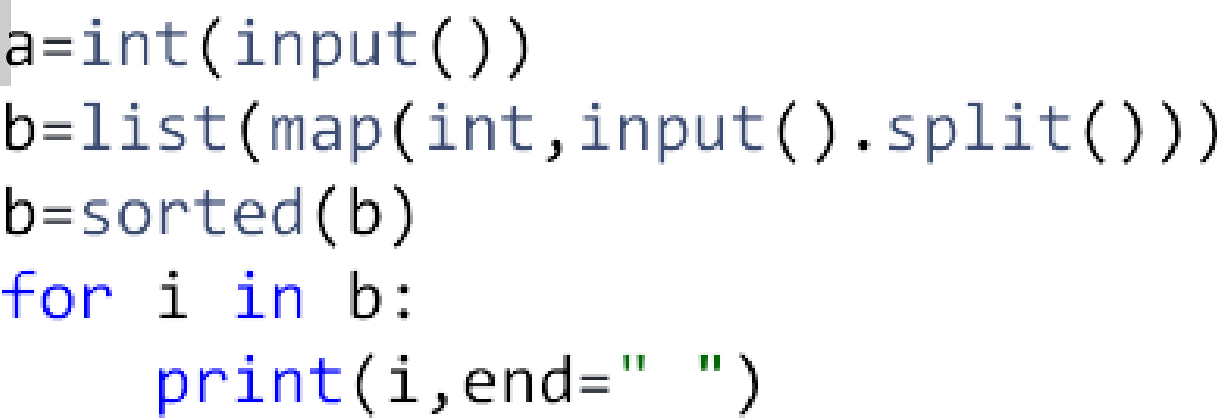 a=int(input())
b=list(map(int,input().split()))
b=sorted(b)
for i in b:
    print(i,end=" ")